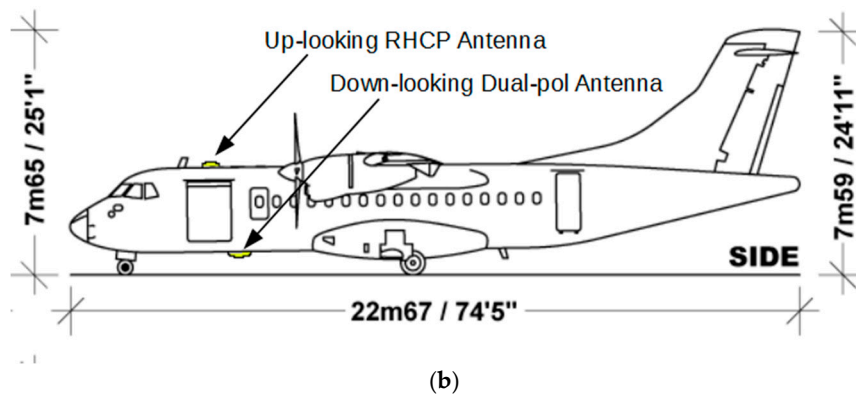 Up-looking RHCP Antenna
Down-looking Dual-pol Antenna
7m65 / 25'1"
7m59 / 24'11"
SIDE
22m67 / 74'5"
(b)